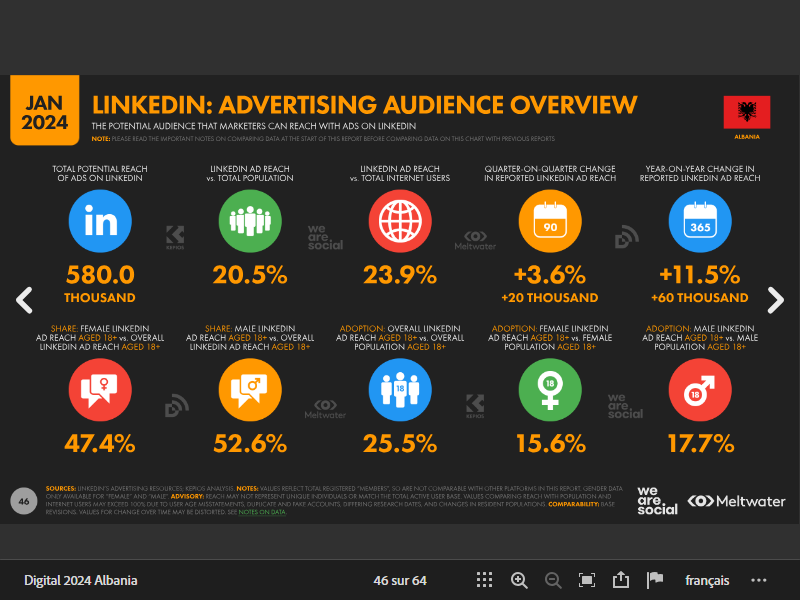 JAN
2024
LINKEDIN: ADVERTISING AUDIENCE OVERVIEW
THE POTENTIAL AUDIENCE THAT MARKETERS CAN REACH WITH ADS ON LINKEDIN
NOTE: PLEASE READ THE IMPORTANT NOTES ON COMPARING DATA AT THE START OF THIS REPORT BEFORE COMPARING DATA ON THIS CHART WITH PREVIOUS REPORTS
ALBANIA
TOTAL POTENTIAL REACH
OF ADS ON LINKEDIN
in
580.0
THOUSAND
LINKEDIN AD REACH
vs. TOTAL POPULATION
20.5%
LINKEDIN AD REACH
vs. TOTAL INTERNET USERS
23.9%
QUARTER-ON-QUARTER CHANGE
IN REPORTED LINKEDIN AD REACH
90
+3.6%
+20 THOUSAND
YEAR-ON-YEAR CHANGE IN
REPORTED LINKEDIN AD REACH
365
+11.5%
+60 THOUSAND
KEPIOS
we
are.
social
Meltwater
SHARE: FEMALE LINKEDIN
AD REACH AGED 18+ vs. OVERALL
LINKEDIN AD REACH AGED 18+
47.4%
SHARE: MALE LINKEDIN
AD REACH AGED 18+ vs. OVERALL
LINKEDIN AD REACH AGED 18+
52.6%
ADOPTION: OVERALL LINKEDIN
AD REACH AGED 18+ vs. OVERALL
POPULATION AGED 18+
18
25.5%
ADOPTION: FEMALE LINKEDIN
AD REACH AGED 18+ vs. FEMALE
POPULATION AGED 18+
18
15.6%
ADOPTION: MALE LINKEDIN
AD REACH AGED 18+ vs. MALE
POPULATION AGED 18+
18
17.7%
Meltwater
KEPIOS
we
are.
social
46
SOURCES: LINKEDIN'S ADVERTISING RESOURCES; KEPIOS ANALYSIS. NOTES: VALUES REFLECT TOTAL REGISTERED "MEMBERS", SO ARE NOT COMPARABLE WITH OTHER PLATFORMS IN THIS REPORT. GENDER DATA
ONLY AVAILABLE FOR "FEMALE" AND "MALE". ADVISORY: REACH MAY NOT REPRESENT UNIQUE INDIVIDUALS OR MATCH THE TOTAL ACTIVE USER BASE. VALUES COMPARING REACH WITH POPULATION AND
INTERNET USERS MAY EXCEED 100% DUE TO USER AGE MISSTATEMENTS, DUPLICATE AND FAKE ACCOUNTS, DIFFERING RESEARCH DATES, AND CHANGES IN RESIDENT POPULATIONS. COMPARABILITY: BASE
REVISIONS. VALUES FOR CHANGE OVER TIME MAY BE DISTORTED. SEE NOTES ON DATA.
we
are.
social
Meltwater
Digital 2024 Albania
46 sur 64
français